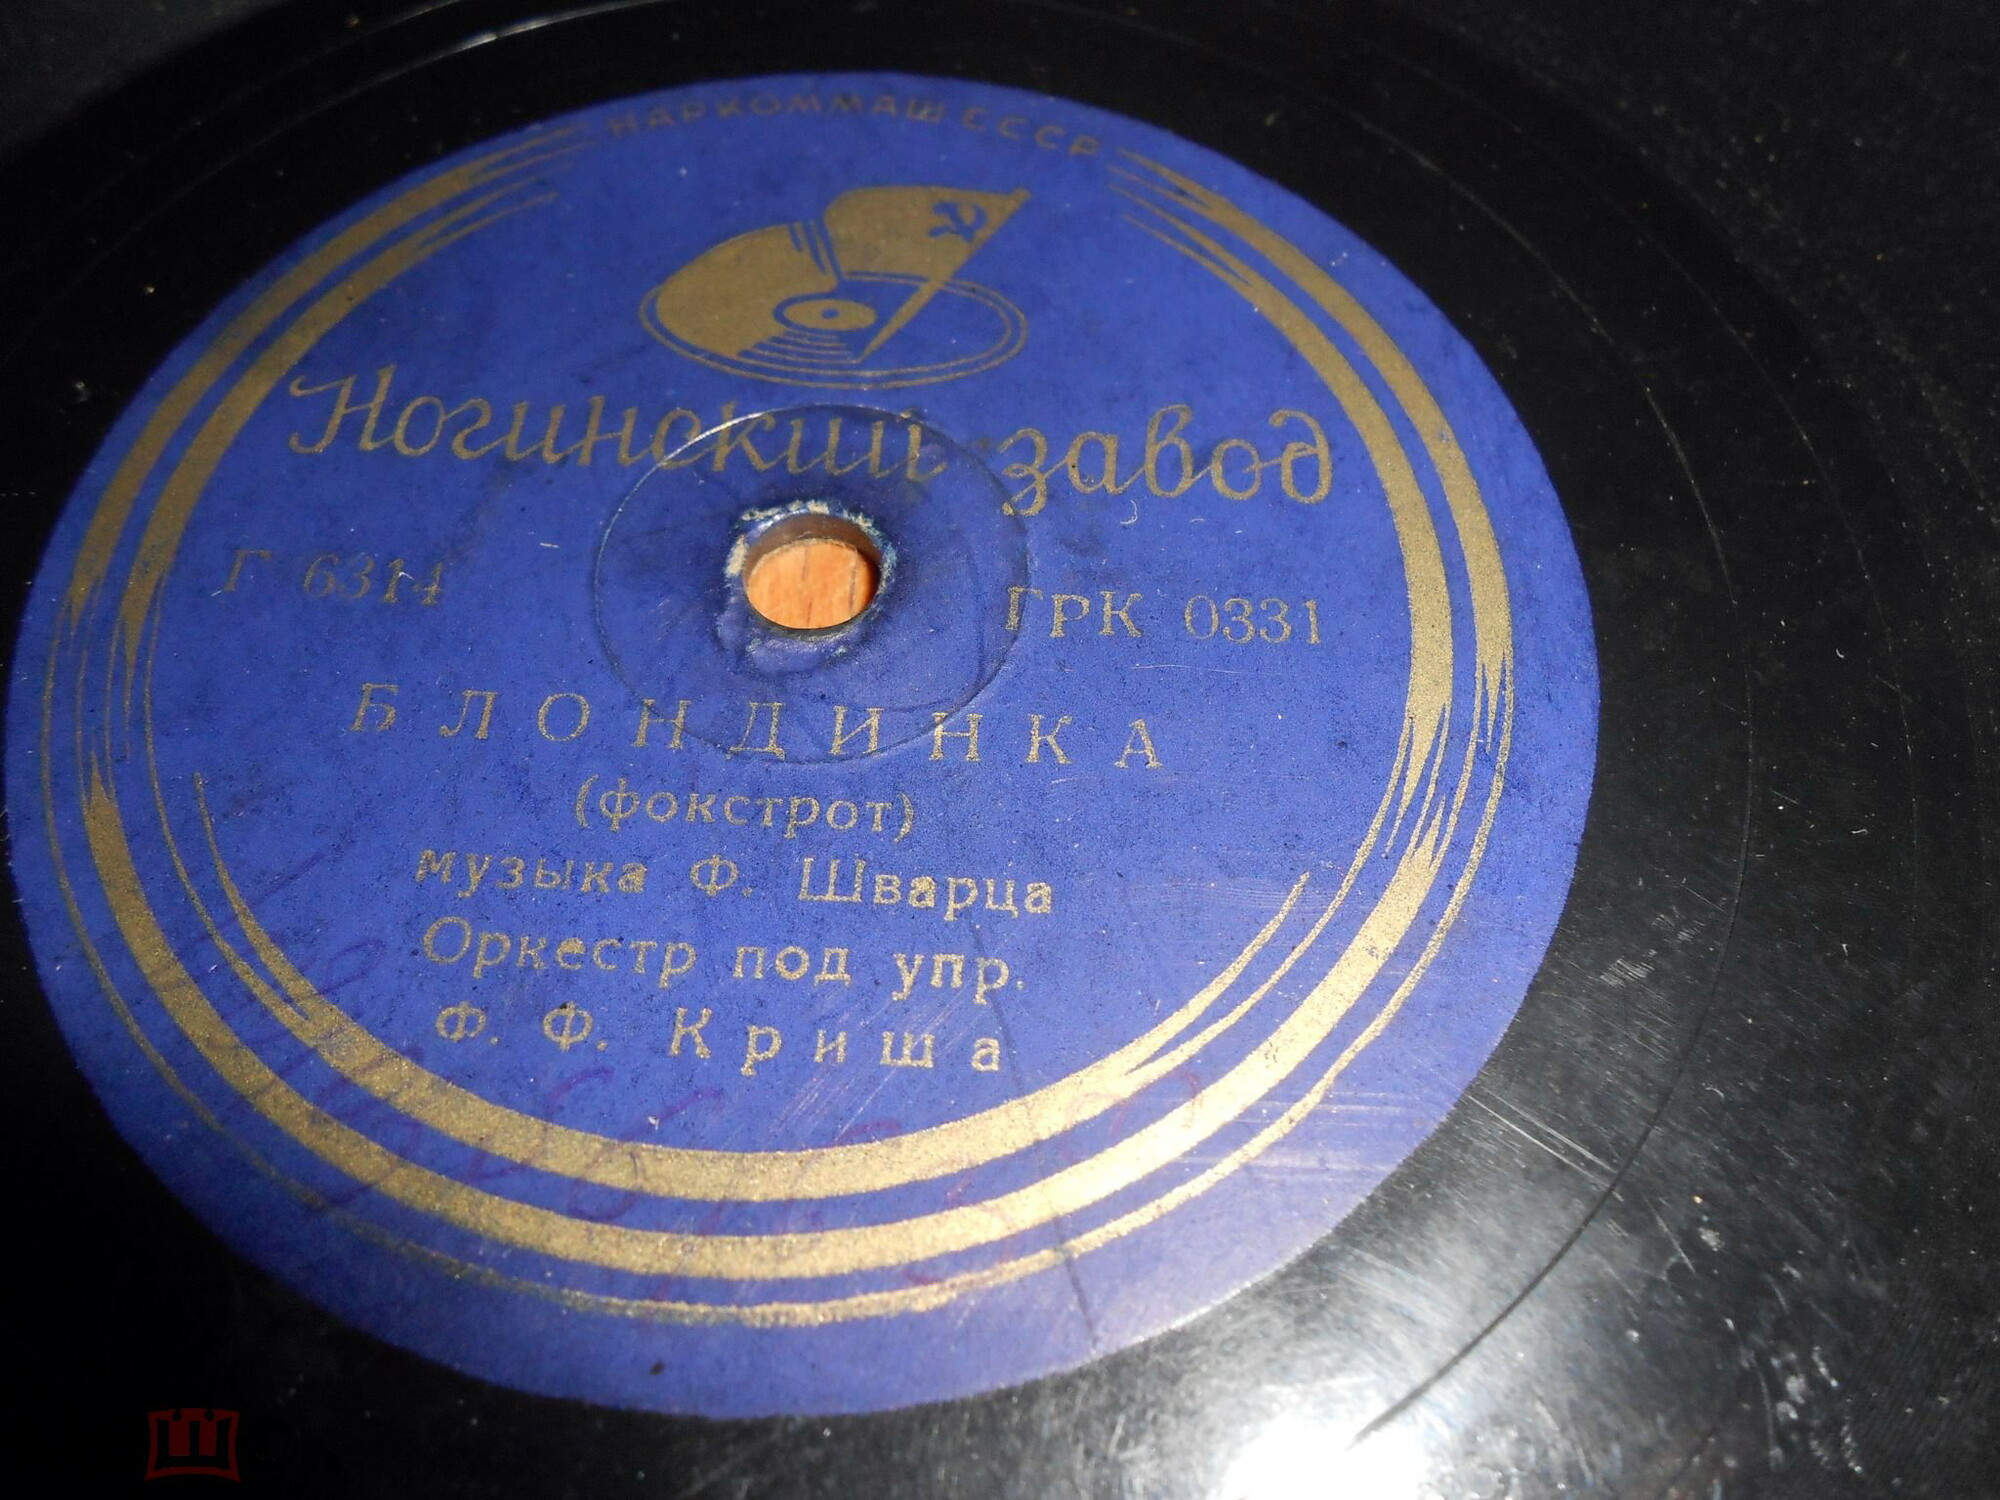 НАРКОММАШ СССР
Ногинский завод
Г 6314 ГРК 0331
БЛОНДИНКА
(фокстрот)
музыка Ф. Шварца
Оркестр под упр.
Ф. Ф. Криша